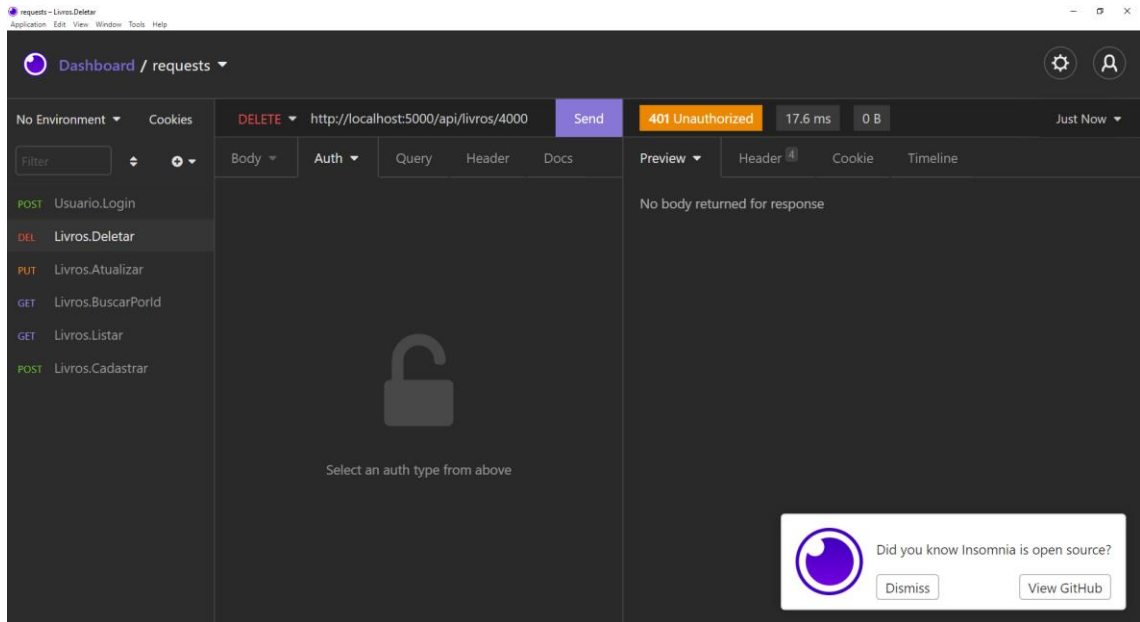 requests – Livros.Deletar
Application Edit View Window Tools Help
Dashboard / requests
No Environment Cookies
DELETE http://localhost:5000/api/livros/4000 Send
401 Unauthorized 17.6 ms 0 B Just Now
Filter
Body Auth Query Header Docs
Preview Header 4 Cookie Timeline
POST Usuario.Login
DEL Livros.Deletar
PUT Livros.Atualizar
GET Livros.BuscarPorId
GET Livros.Listar
POST Livros.Cadastrar
Select an auth type from above
No body returned for response
Did you know Insomnia is open source?
Dismiss View GitHub